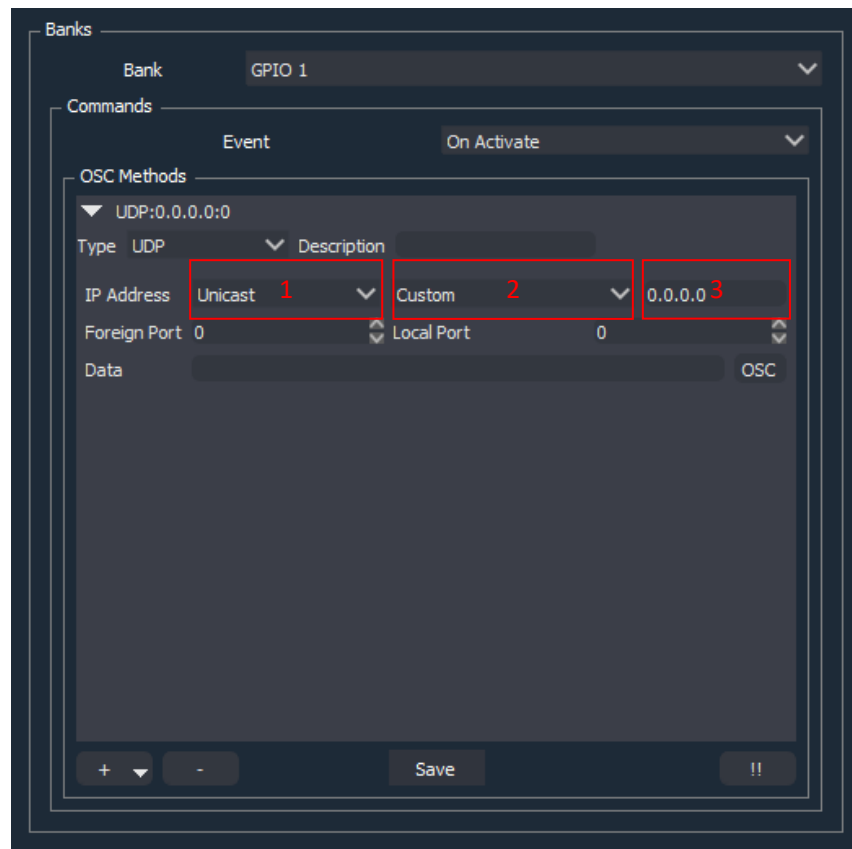 Banks
Bank GPIO 1
Commands
Event On Activate
OSC Methods
UDP:0.0.0.0:0
Type UDP Description
IP Address Unicast 1 Custom 2 0.0.0.0 3
Foreign Port 0 Local Port 0
Data OSC
+ - Save !!